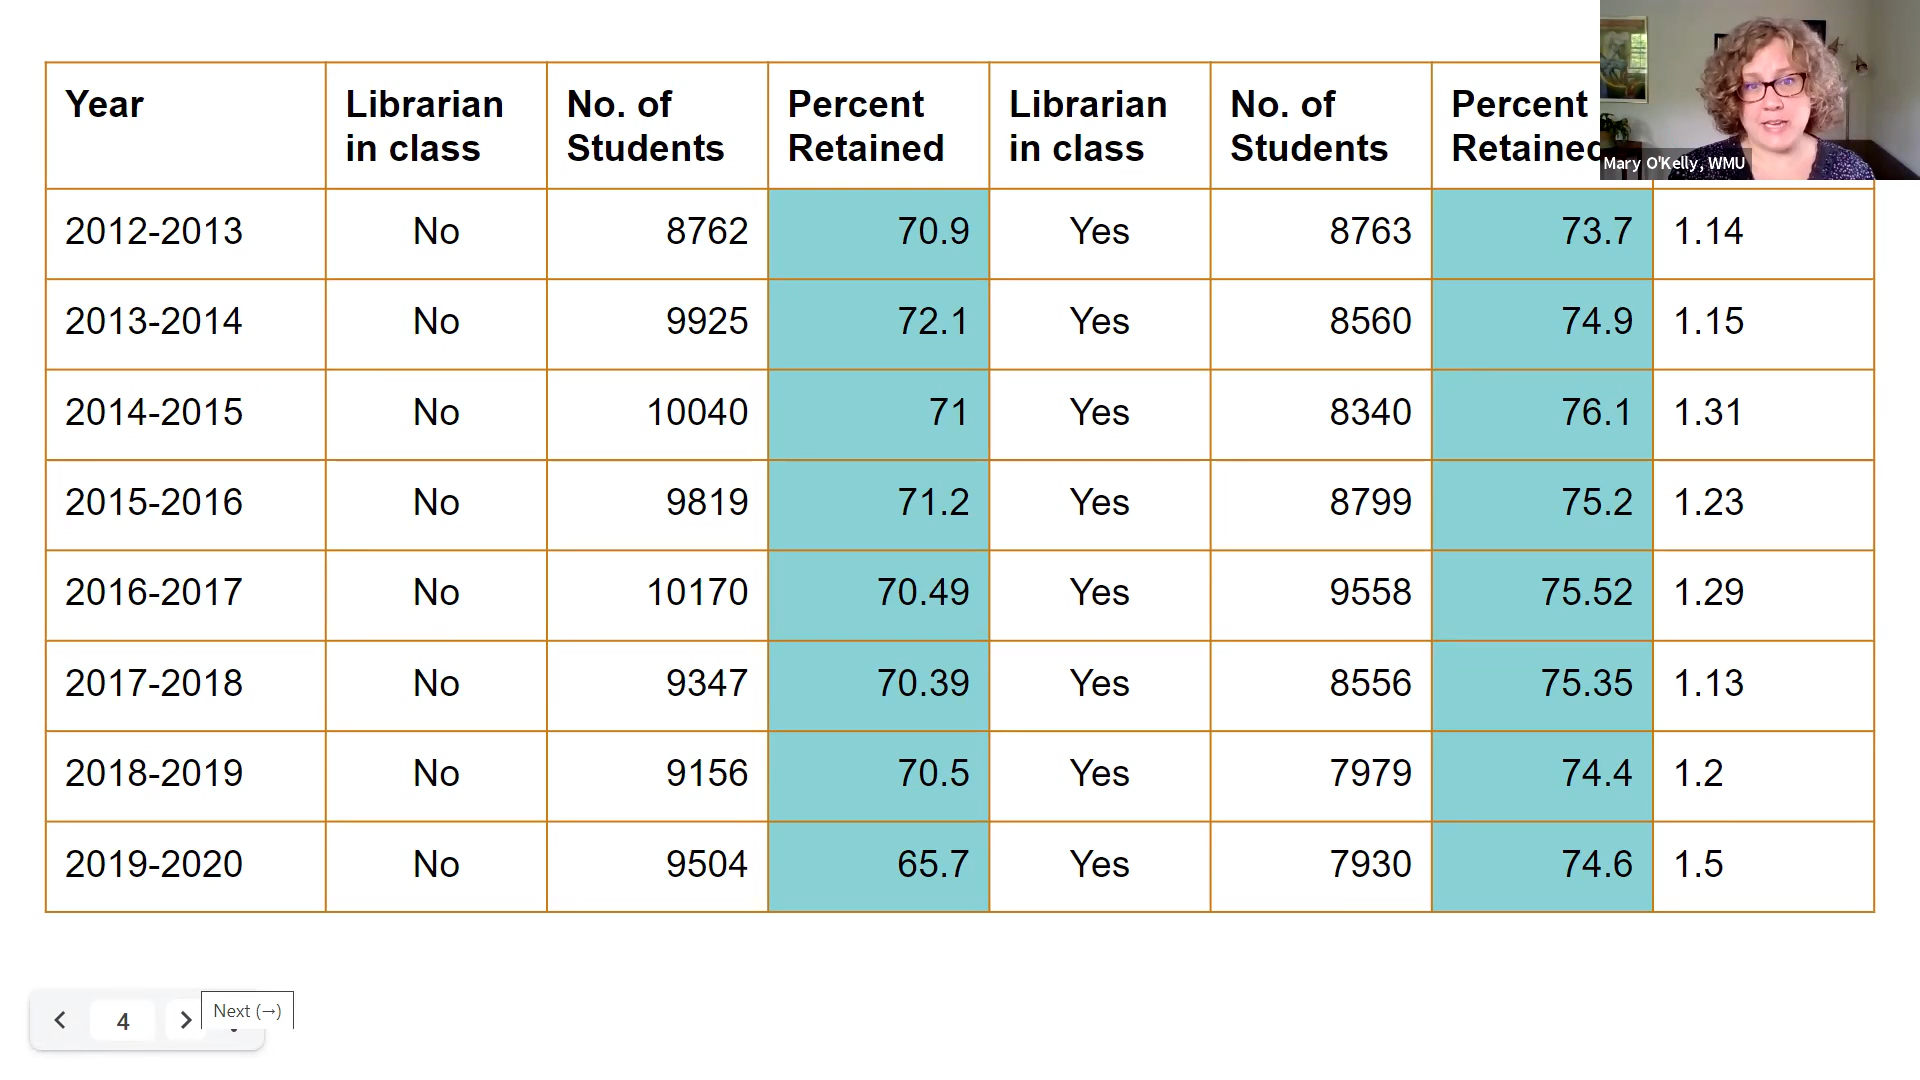 Year Librarian in class No. of Students Percent Retained Librarian in class No. of Students Percent Retained
Mary O'Kelly, WMU
2012-2013 No 8762 70.9 Yes 8763 73.7 1.14
2013-2014 No 9925 72.1 Yes 8560 74.9 1.15
2014-2015 No 10040 71 Yes 8340 76.1 1.31
2015-2016 No 9819 71.2 Yes 8799 75.2 1.23
2016-2017 No 10170 70.49 Yes 9558 75.52 1.29
2017-2018 No 9347 70.39 Yes 8556 75.35 1.13
2018-2019 No 9156 70.5 Yes 7979 74.4 1.2
2019-2020 No 9504 65.7 Yes 7930 74.6 1.5
4 Next (→)